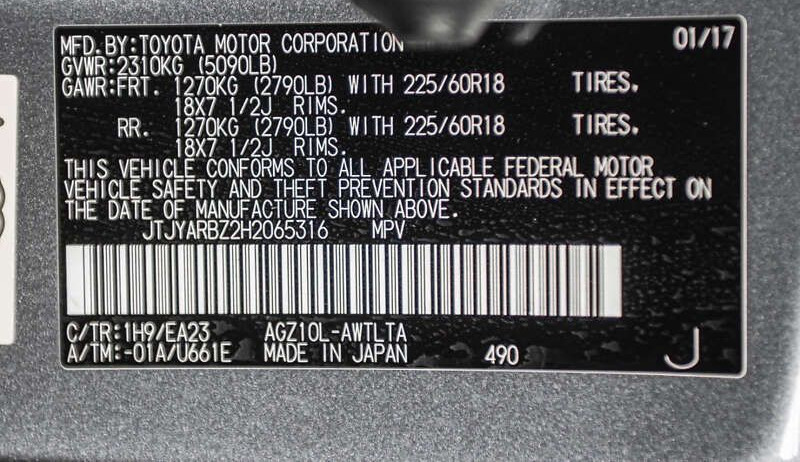 MFD. BY: TOYOTA MOTOR CORPORATION 01/17
GVWR: 2310KG (5090LB)
GAWR: FRT. 1270KG (2790LB) WITH 225/60R18 TIRES.
18X7 1/2J RIMS.
RR. 1270KG (2790LB) WITH 225/60R18 TIRES.
18X7 1/2J RIMS.
THIS VEHICLE CONFORMS TO ALL APPLICABLE FEDERAL MOTOR
VEHICLE SAFETY AND THEFT PREVENTION STANDARDS IN EFFECT ON
THE DATE OF MANUFACTURE SHOWN ABOVE.
JTJYARBZ2H2065316 MPV
C/TR: 1H9/EA23 AGZ10L-AWTLTA
A/TM: -01A/U661E MADE IN JAPAN 490 J